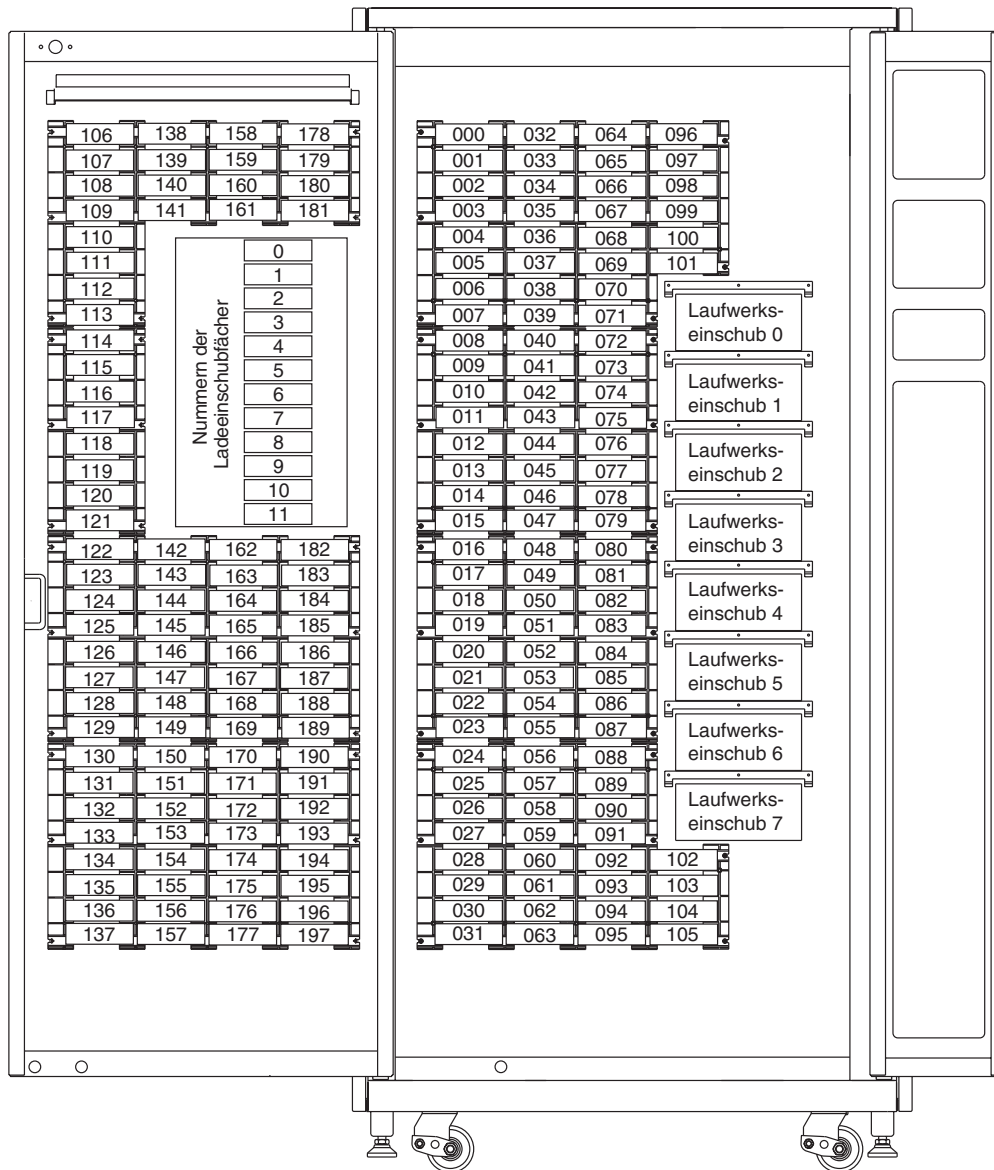 106 138 158 178
107 139 159 179
108 140 160 180
109 141 161 181
110
111
112
113
114
115
116
117
118
119
120
121
Nummern der
Ladeeinschubfächer
0
1
2
3
4
5
6
7
8
9
10
11
122 142 162 182
123 143 163 183
124 144 164 184
125 145 165 185
126 146 166 186
127 147 167 187
128 148 168 188
129 149 169 189
130 150 170 190
131 151 171 191
132 152 172 192
133 153 173 193
134 154 174 194
135 155 175 195
136 156 176 196
137 157 177 197
000 032 064 096
001 033 065 097
002 034 066 098
003 035 067 099
004 036 068 100
005 037 069 101
006 038 070
007 039 071
008 040 072
009 041 073
010 042 074
011 043 075
012 044 076
013 045 077
014 046 078
015 047 079
016 048 080
017 049 081
018 050 082
019 051 083
020 052 084
021 053 085
022 054 086
023 055 087
024 056 088
025 057 089
026 058 090
027 059 091
028 060 092 102
029 061 093 103
030 062 094 104
031 063 095 105
Laufwerks-
einschub 0
Laufwerks-
einschub 1
Laufwerks-
einschub 2
Laufwerks-
einschub 3
Laufwerks-
einschub 4
Laufwerks-
einschub 5
Laufwerks-
einschub 6
Laufwerks-
einschub 7